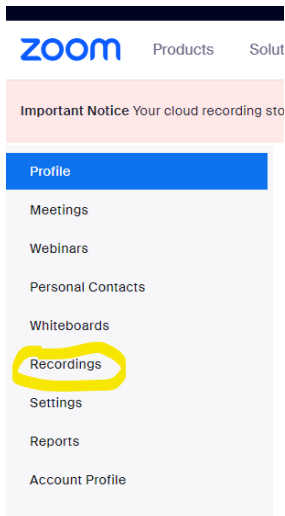 zoom Products Solut
Important Notice Your cloud recording sto
Profile
Meetings
Webinars
Personal Contacts
Whiteboards
Recordings
Settings
Reports
Account Profile